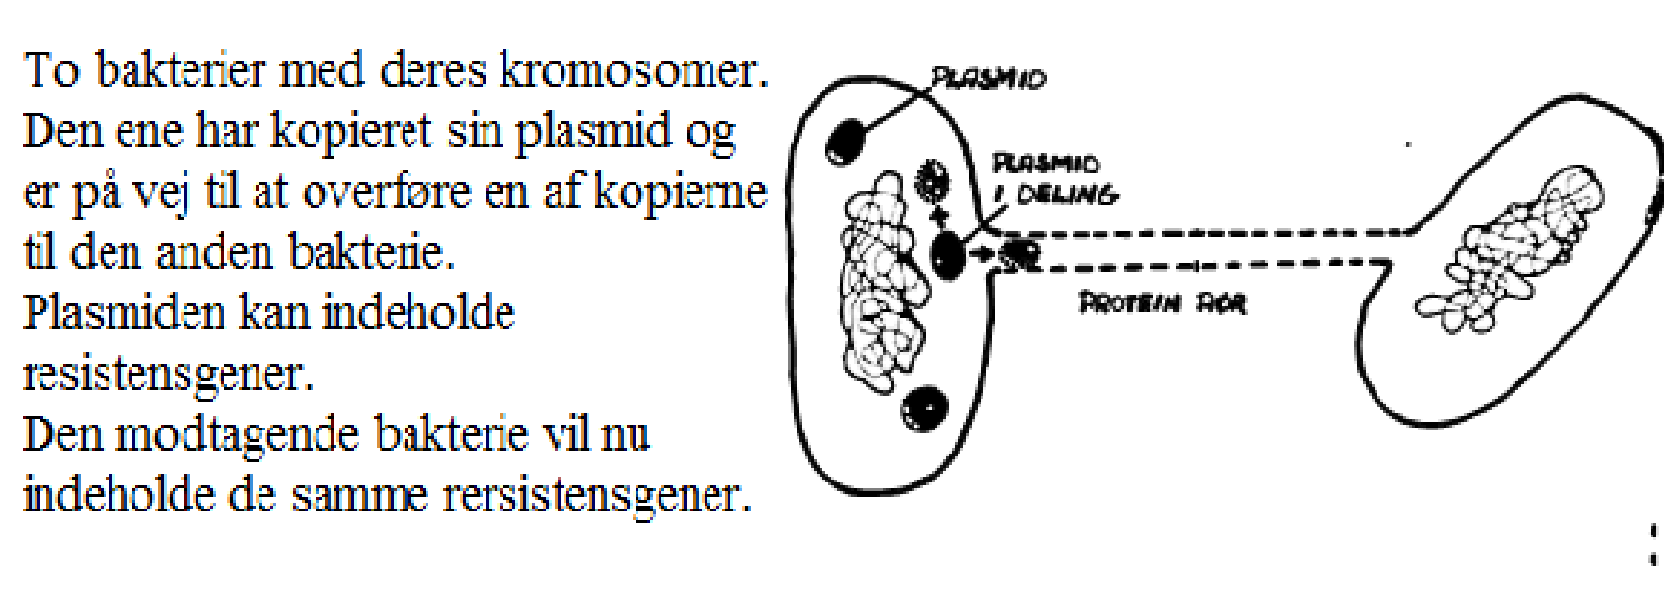 To bakterier med deres kromosomer.
Den ene har kopieret sin plasmid og
er på vej til at overføre en af kopierne
til den anden bakterie.
Plasmiden kan indeholde
resistensgener.
Den modtagende bakterie vil nu
indeholde de samme rersistensgener.
PLASMID
PLASMID
I DELING
PROTEIN RØR